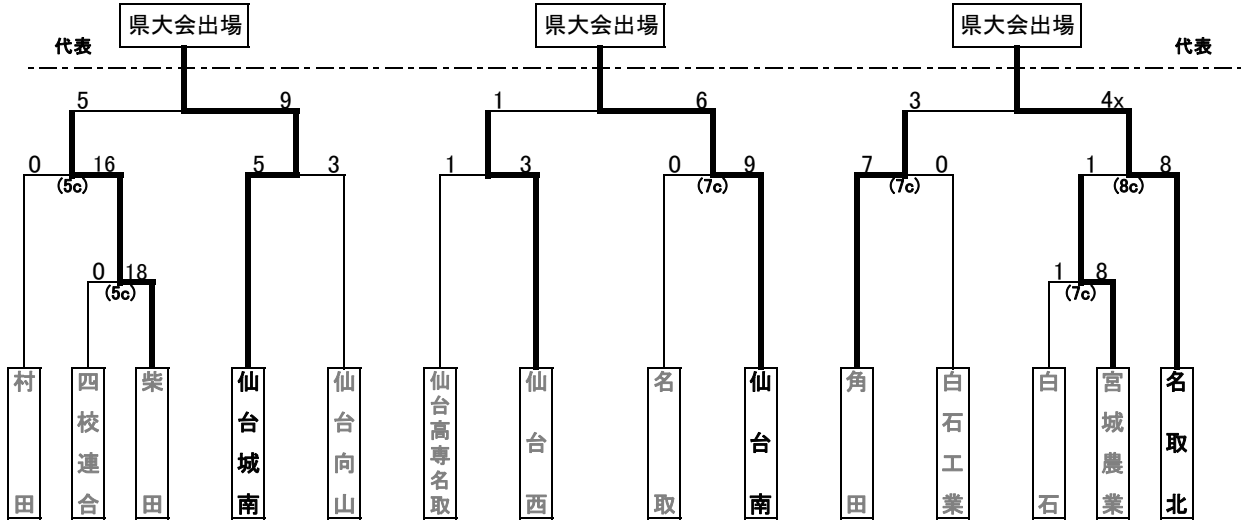 県大会出場 県大会出場 県大会出場
代表 代表
5 9 1 6 3 4x
0 16 5 3 1 3 0 9 7 0 1 8
(5c) (7c) (7c) (8c)
0 18 1 8
(5c) (7c)
村田
四校連合
柴田
仙台城南
仙台向山
仙台高専名取
仙台西
名取
仙台南
角田
白石工業
白石
宮城農業
名取北